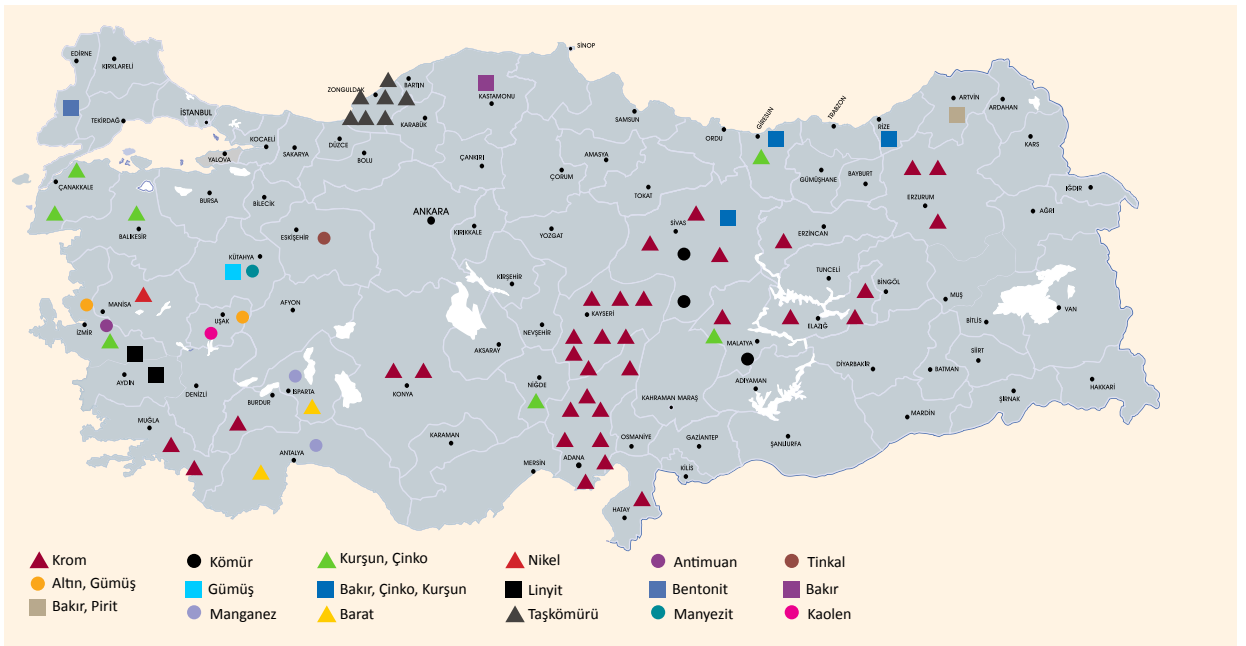 SİNOP
EDİRNE
KIRKLARELİ
BARTIN
ZONGULDAK
KASTAMONU
ARTVİN
ARDAHAN
İSTANBUL
TEKİRDAĞ
KARABÜK
SAMSUN
GİRESUN
TRABZON
RİZE
ORDU
KARS
KOCAELİ
DÜZCE
SAKARYA
BOLU
YALOVA
ÇANKIRI
AMASYA
ÇORUM
GÜMÜŞHANE
BAYBURT
ÇANAKKALE
BURSA
BİLECİK
TOKAT
IĞDIR
ERZURUM
AĞRI
ANKARA
BALIKESİR
ESKİŞEHİR
KIRIKKALE
YOZGAT
SİVAS
ERZİNCAN
KÜTAHYA
KIRŞEHİR
TUNCELİ
BİNGÖL
MUŞ
MANİSA
UŞAK
AFYON
KAYSERİ
VAN
İZMİR
NEVŞEHİR
ELAZIĞ
BİTLİS
AKSARAY
MALATYA
AYDIN
DENİZLİ
ISPARTA
BURDUR
KONYA
NİĞDE
ADIYAMAN
DİYARBAKIR
BATMAN
SİİRT
HAKKARİ
ŞIRNAK
KAHRAMAN MARAŞ
MARDİN
MUĞLA
KARAMAN
OSMANİYE
GAZİANTEP
ŞANLIURFA
ANTALYA
MERSİN
ADANA
KİLİS
HATAY
Krom
Kömür
Kurşun, Çinko
Nikel
Antimuan
Tinkal
Altın, Gümüş
Gümüş
Bakır, Çinko, Kurşun
Linyit
Bentonit
Bakır
Bakır, Pirit
Manganez
Barat
Taşkömürü
Manyezit
Kaolen